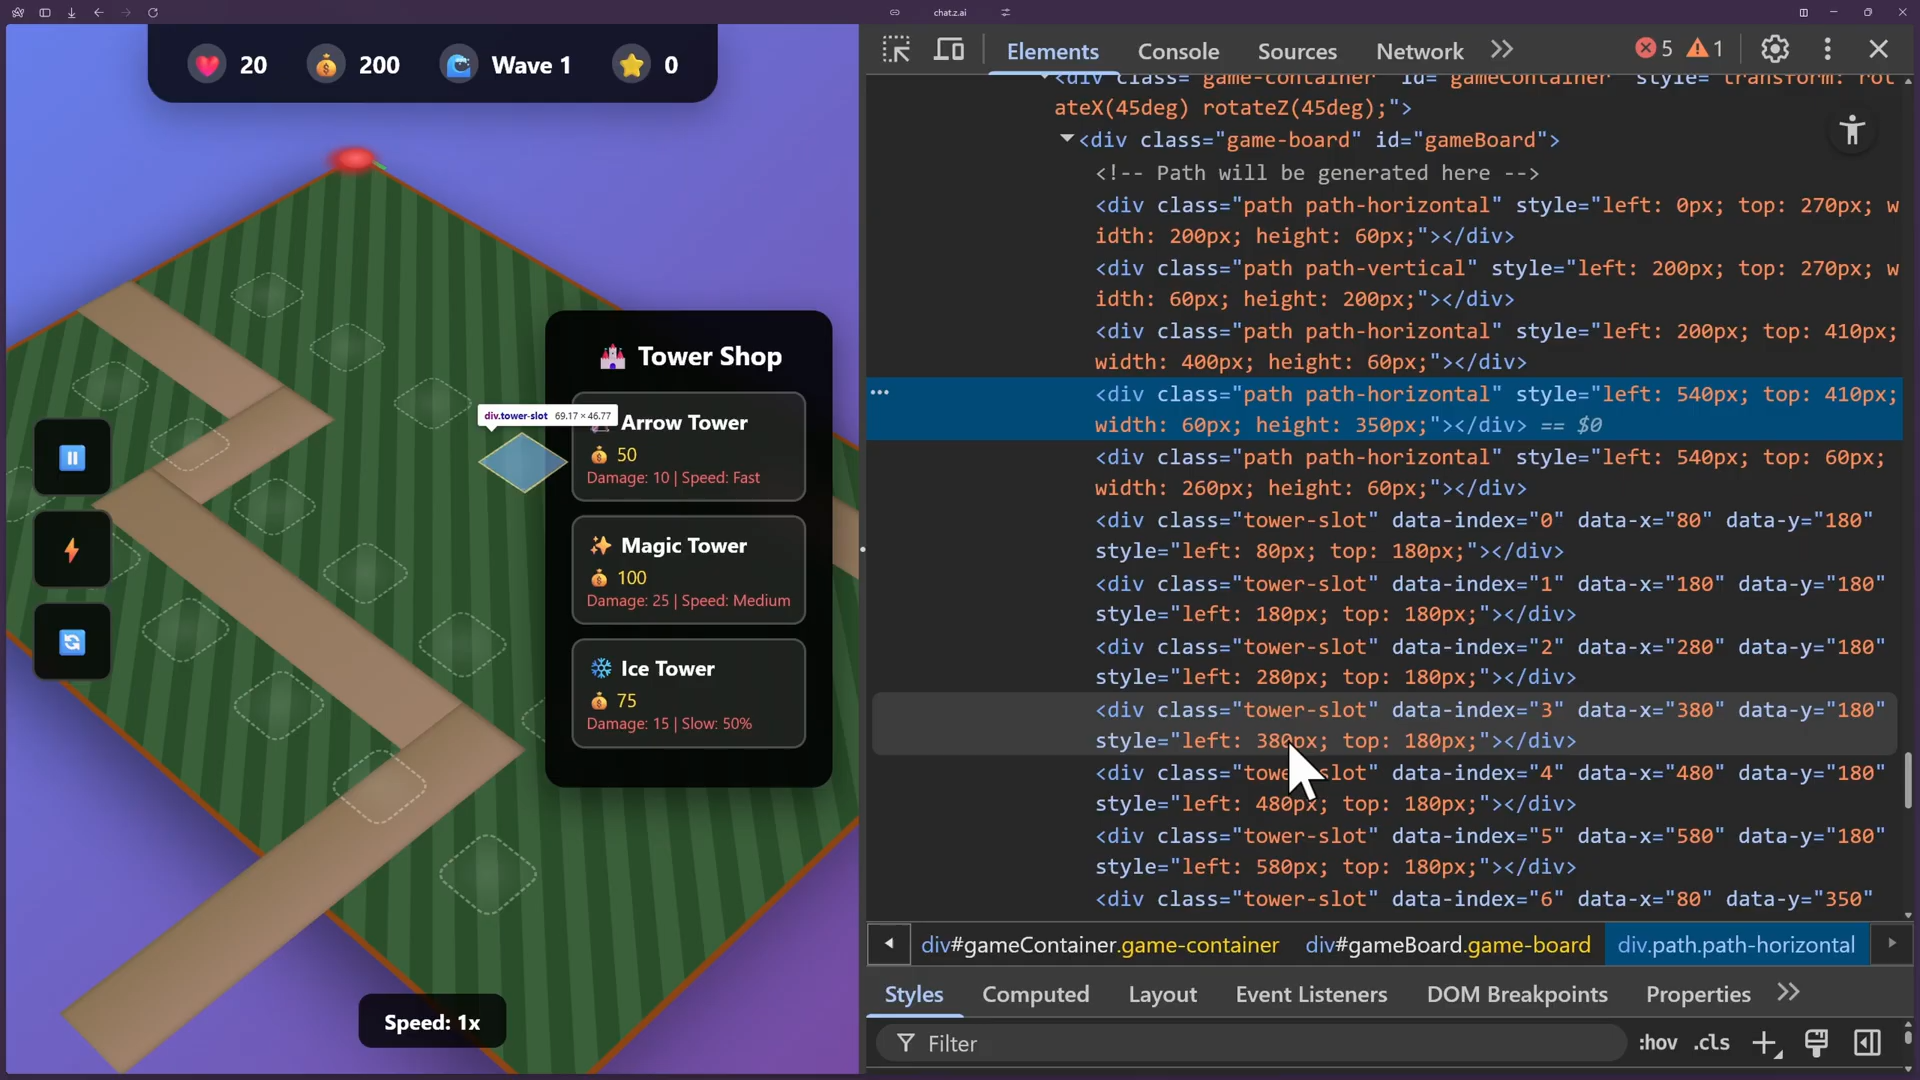 chat.z.ai
20
200
Wave 1
0
Tower Shop
div.tower-slot 69.17 × 46.77
Arrow Tower
50
Damage: 10 | Speed: Fast
Magic Tower
100
Damage: 25 | Speed: Medium
Ice Tower
75
Damage: 15 | Slow: 50%
Speed: 1x
Elements
Console
Sources
Network
5
1
<div class="game-container" id="gameContainer" style="transform: rot
ateX(45deg) rotateZ(45deg);">
<div class="game-board" id="gameBoard">
<!-- Path will be generated here -->
<div class="path path-horizontal" style="left: 0px; top: 270px; w
idth: 200px; height: 60px;"></div>
<div class="path path-vertical" style="left: 200px; top: 270px; w
idth: 60px; height: 200px;"></div>
<div class="path path-horizontal" style="left: 200px; top: 410px;
width: 400px; height: 60px;"></div>
<div class="path path-horizontal" style="left: 540px; top: 410px;
width: 60px; height: 350px;"></div> == $0
<div class="path path-horizontal" style="left: 540px; top: 60px;
width: 260px; height: 60px;"></div>
<div class="tower-slot" data-index="0" data-x="80" data-y="180"
style="left: 80px; top: 180px;"></div>
<div class="tower-slot" data-index="1" data-x="180" data-y="180"
style="left: 180px; top: 180px;"></div>
<div class="tower-slot" data-index="2" data-x="280" data-y="180"
style="left: 280px; top: 180px;"></div>
<div class="tower-slot" data-index="3" data-x="380" data-y="180"
style="left: 380px; top: 180px;"></div>
<div class="tower-slot" data-index="4" data-x="480" data-y="180"
style="left: 480px; top: 180px;"></div>
<div class="tower-slot" data-index="5" data-x="580" data-y="180"
style="left: 580px; top: 180px;"></div>
<div class="tower-slot" data-index="6" data-x="80" data-y="350"
div#gameContainer.game-container
div#gameBoard.game-board
div.path.path-horizontal
Styles
Computed
Layout
Event Listeners
DOM Breakpoints
Properties
Filter
:hov
.cls